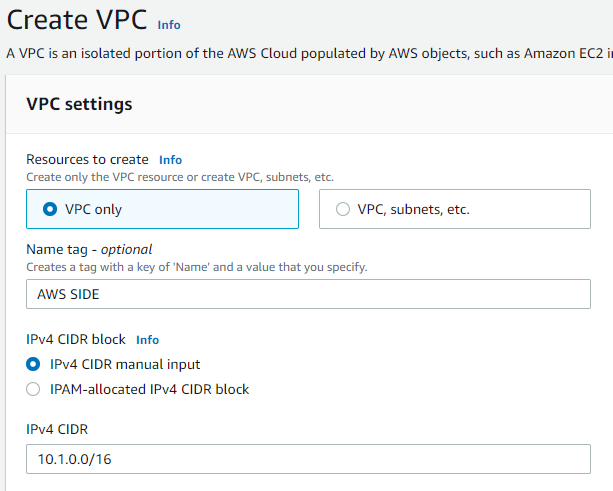 Create VPC Info
A VPC is an isolated portion of the AWS Cloud populated by AWS objects, such as Amazon EC2
VPC settings
Resources to create Info
Create only the VPC resource or create VPC, subnets, etc.
VPC only
VPC, subnets, etc.
Name tag - optional
Creates a tag with a key of 'Name' and a value that you specify.
AWS SIDE
IPv4 CIDR block Info
IPv4 CIDR manual input
IPAM-allocated IPv4 CIDR block
IPv4 CIDR
10.1.0.0/16